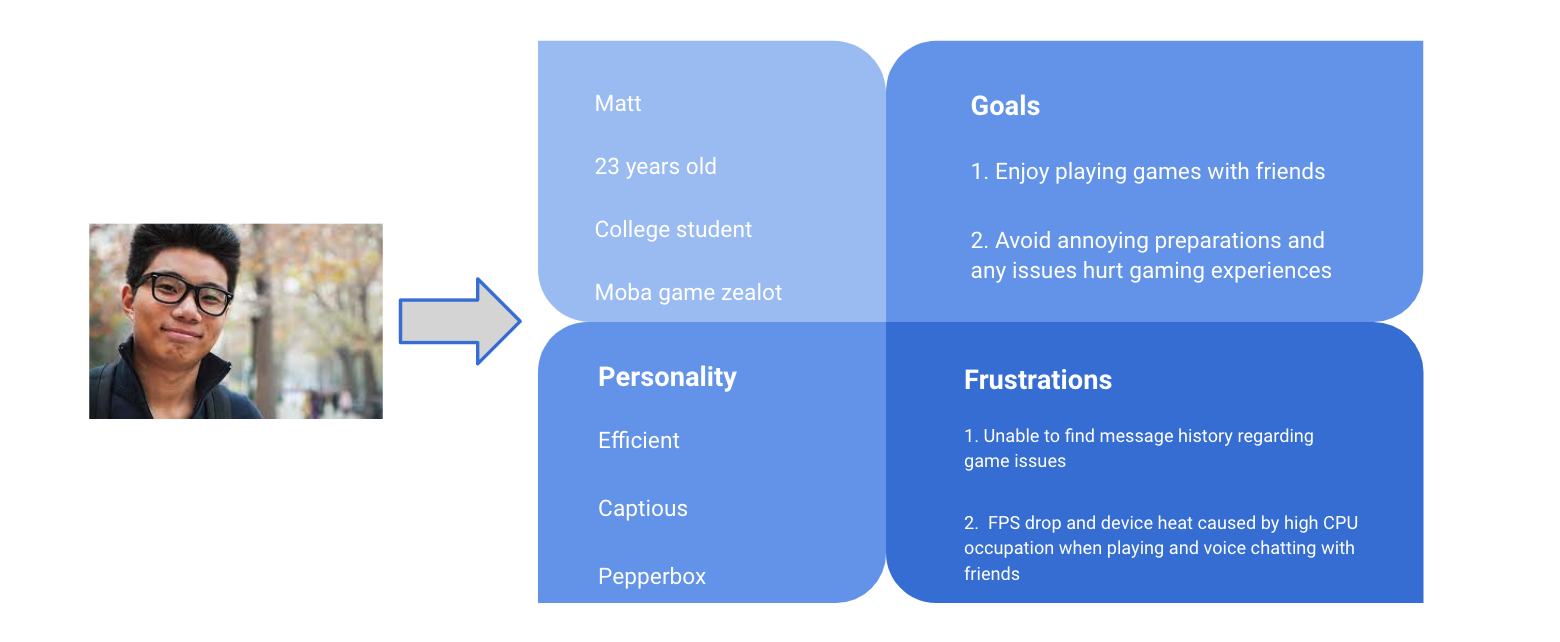 Matt
23 years old
College student
Moba game zealot
Goals
1. Enjoy playing games with friends
2. Avoid annoying preparations and
any issues hurt gaming experiences
Personality
Efficient
Captious
Pepperbox
Frustrations
1. Unable to find message history regarding
game issues
2.  FPS drop and device heat caused by high CPU
occupation when playing and voice chatting with
friends